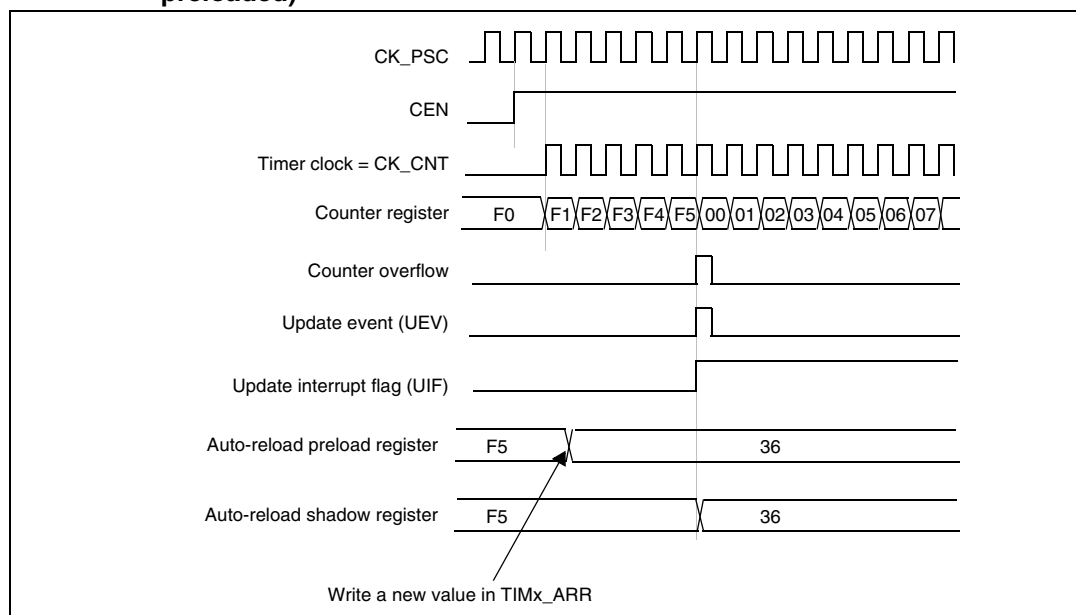 preloaded)
CK_PSC
CEN
Timer clock = CK_CNT
Counter register F0 F1 F2 F3 F4 F5 00 01 02 03 04 05 06 07
Counter overflow
Update event (UEV)
Update interrupt flag (UIF)
Auto-reload preload register F5 36
Auto-reload shadow register F5 36
Write a new value in TIMx_ARR